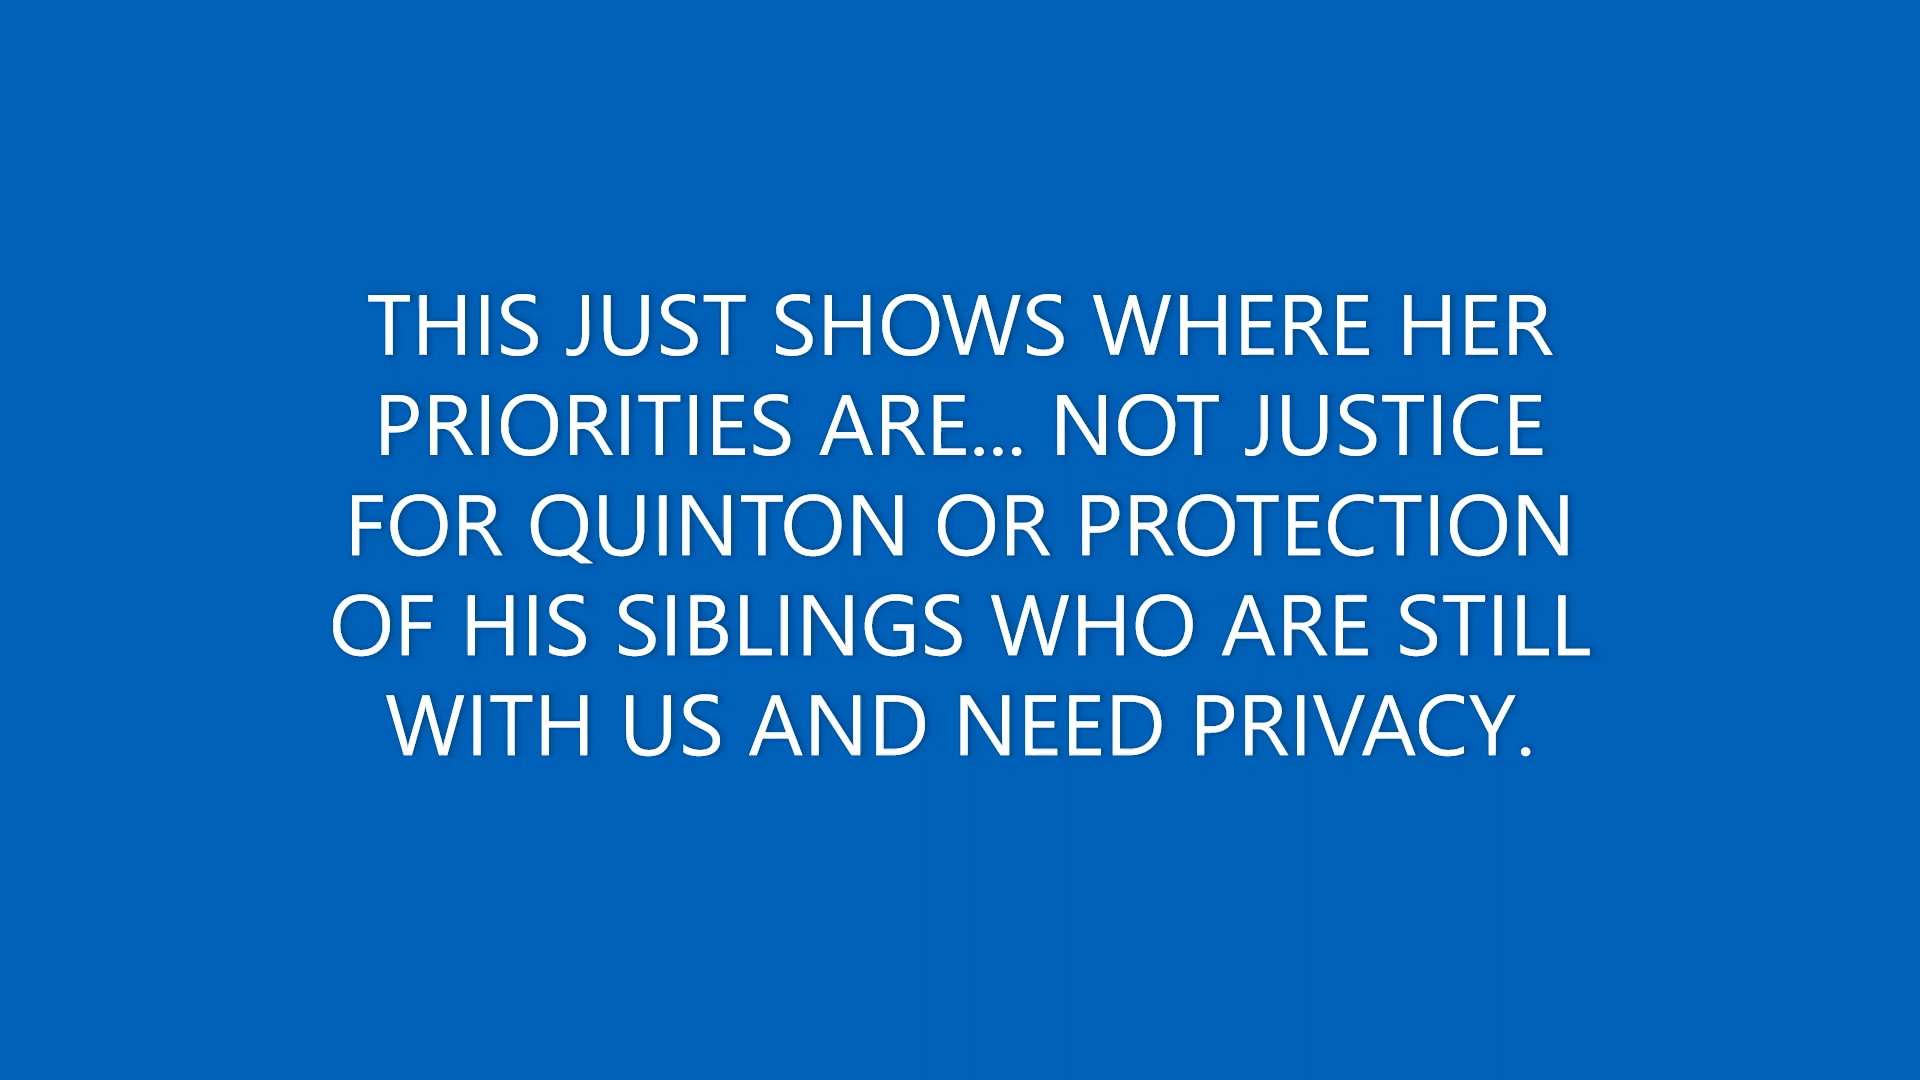 THIS JUST SHOWS WHERE HER
PRIORITIES ARE... NOT JUSTICE
FOR QUINTON OR PROTECTION
OF HIS SIBLINGS WHO ARE STILL
WITH US AND NEED PRIVACY.